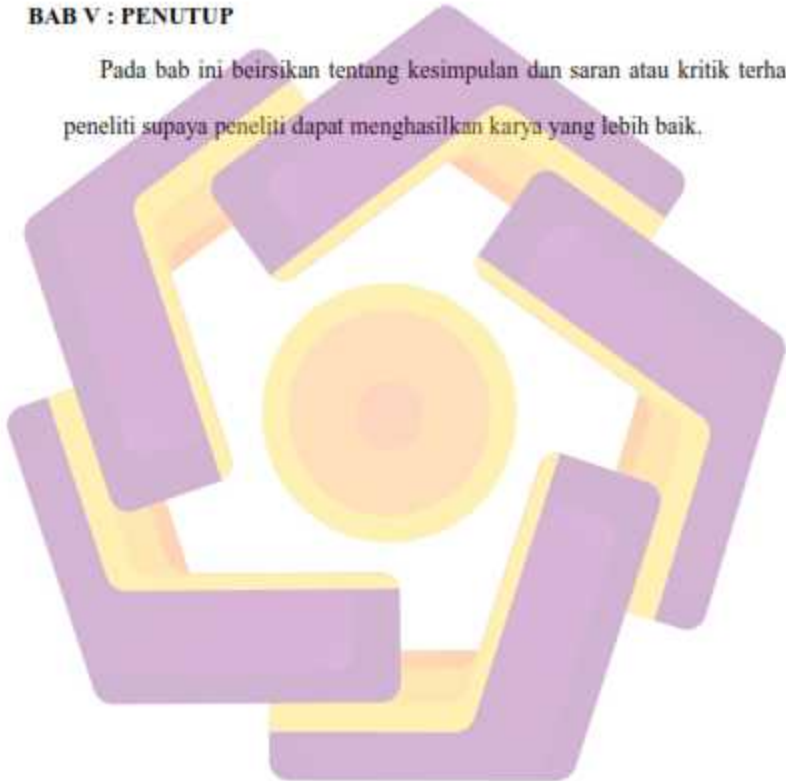 BAB V : PENUTUP
Pada bab ini beirsikan tentang kesimpulan dan saran atau kritik terha
peneliti supaya peneliti dapat menghasilkan karya yang lebih baik.